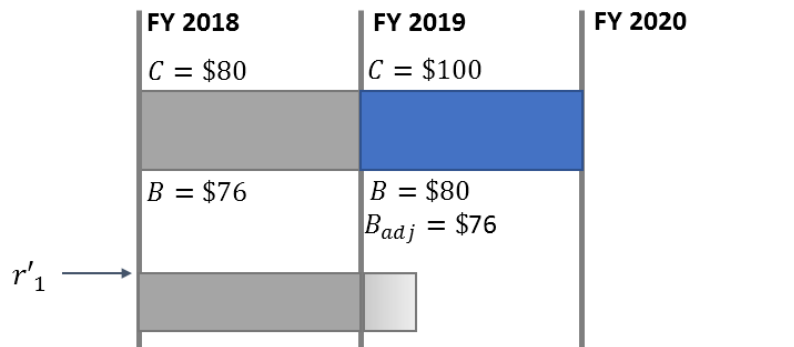 FY 2018 FY 2019 FY 2020
C = $80 C = $100
B = $76 B = $80
B_adj = $76
r'_1